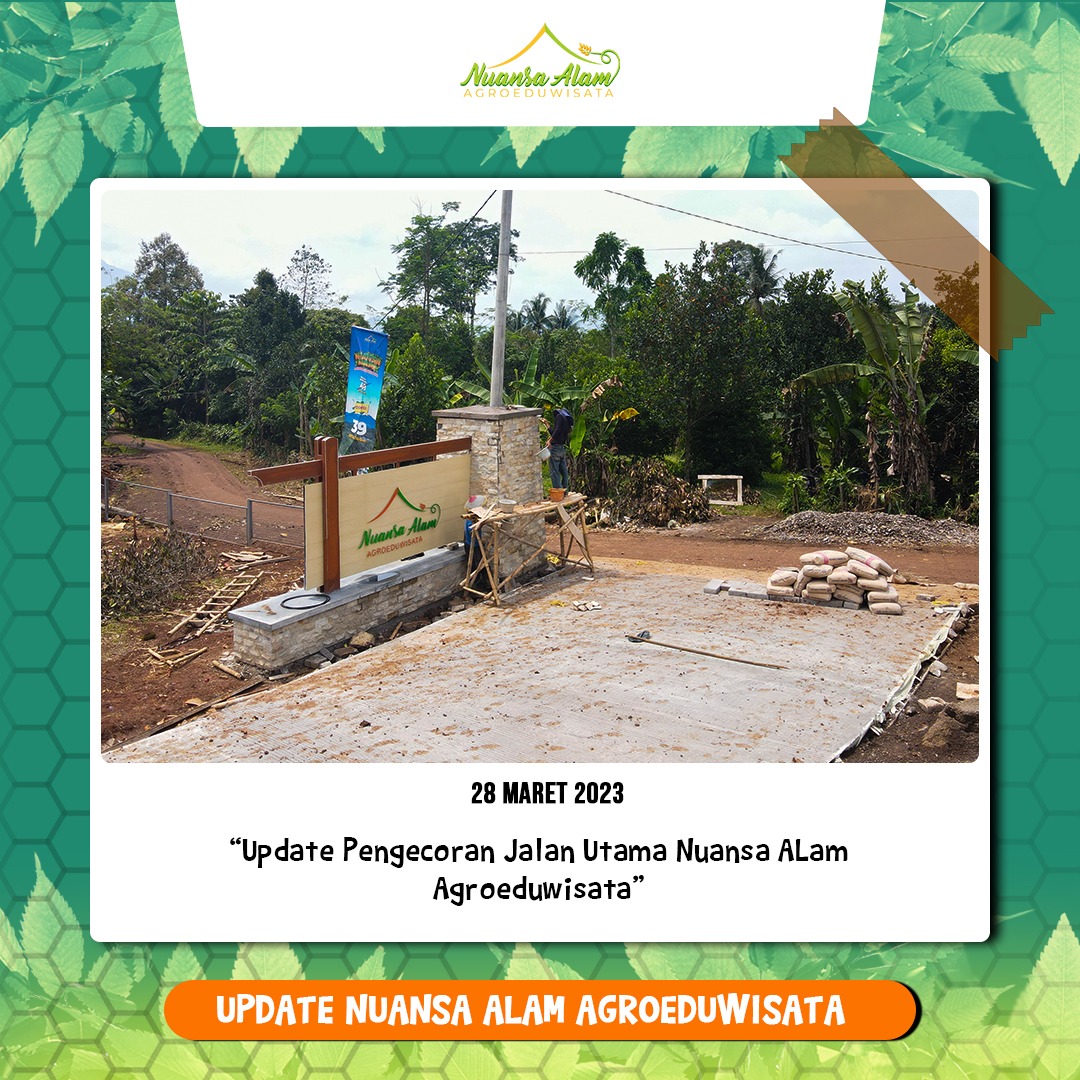 Nuansa Alam
AGROEDUWISATA
39
Nuansa Alam
AGROEDUWISATA
28 MARET 2023
“Update Pengecoran Jalan Utama Nuansa ALam
Agroeduwisata”
UPDATE NUANSA ALAM AGROEDUWISATA